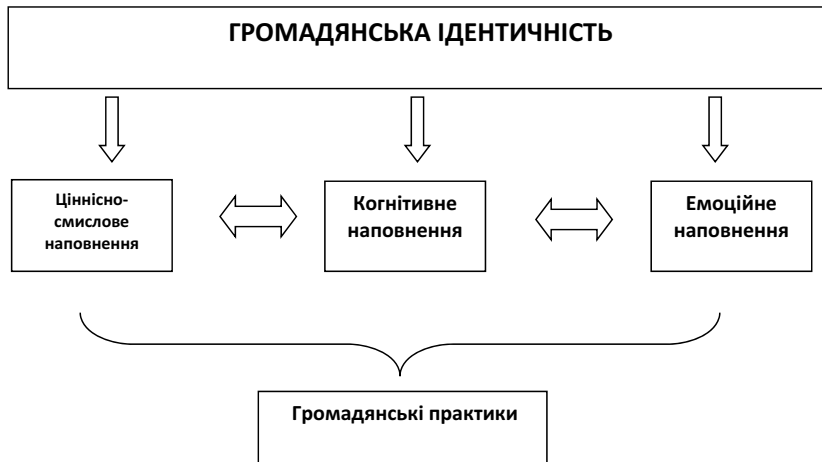 ГРОМАДЯНСЬКА ІДЕНТИЧНІСТЬ
Ціннісно-
смислове
наповнення
Когнітивне
наповнення
Емоційне
наповнення
Громадянські практики